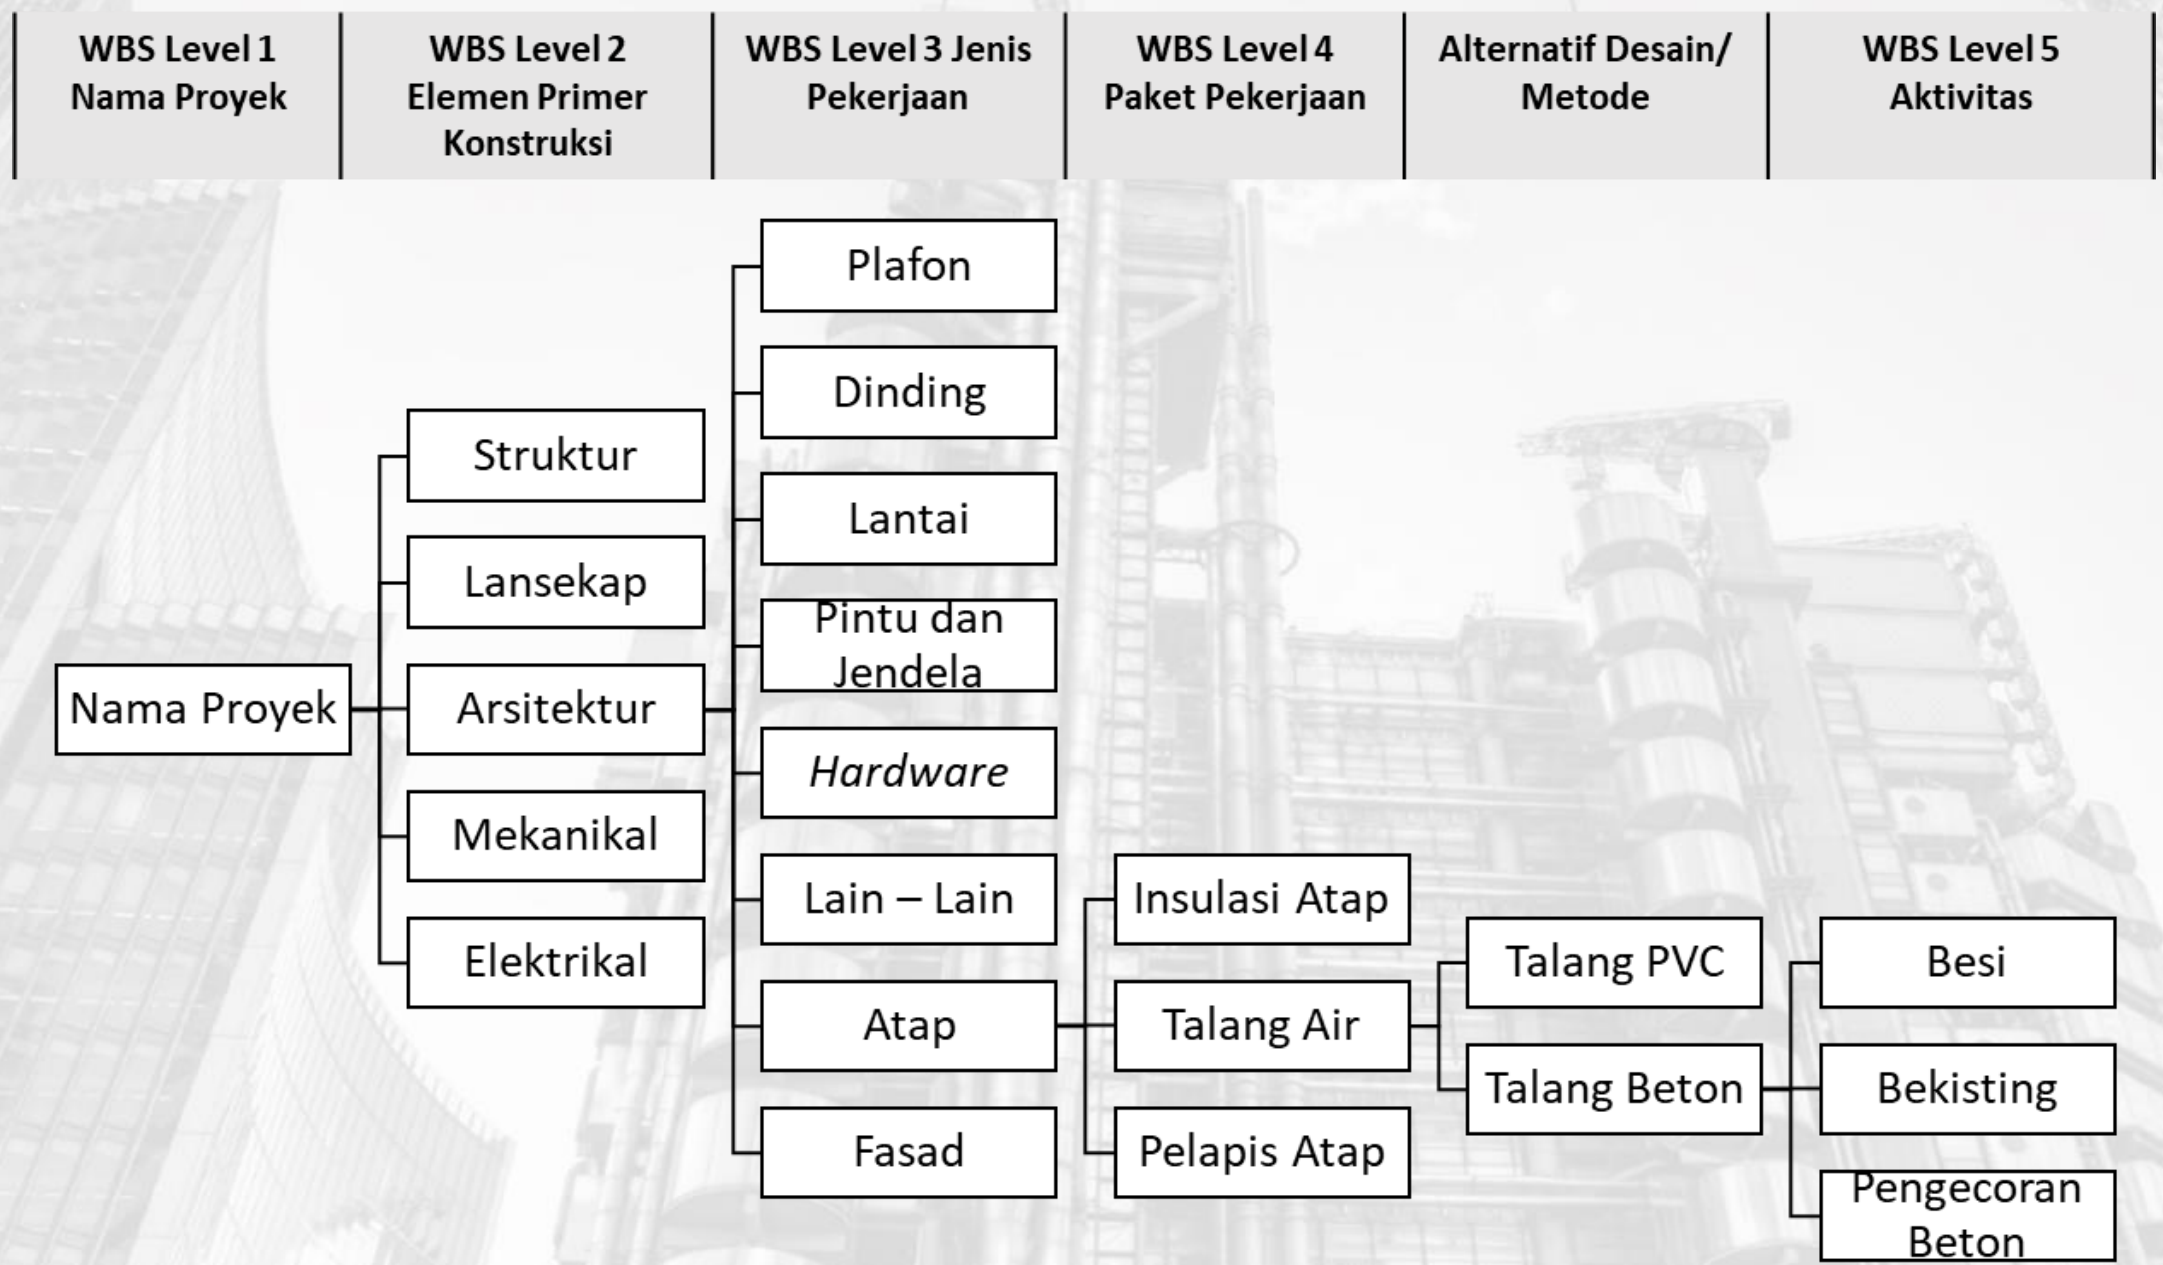 WBS Level 1
Nama Proyek
WBS Level 2
Elemen Primer
Konstruksi
WBS Level 3 Jenis
Pekerjaan
WBS Level 4
Paket Pekerjaan
Alternatif Desain/
Metode
WBS Level 5
Aktivitas
Nama Proyek
Struktur
Lansekap
Arsitektur
Mekanikal
Elektrikal
Plafon
Dinding
Lantai
Pintu dan
Jendela
Hardware
Lain – Lain
Atap
Fasad
Insulasi Atap
Talang Air
Pelapis Atap
Talang PVC
Talang Beton
Besi
Bekisting
Pengecoran
Beton